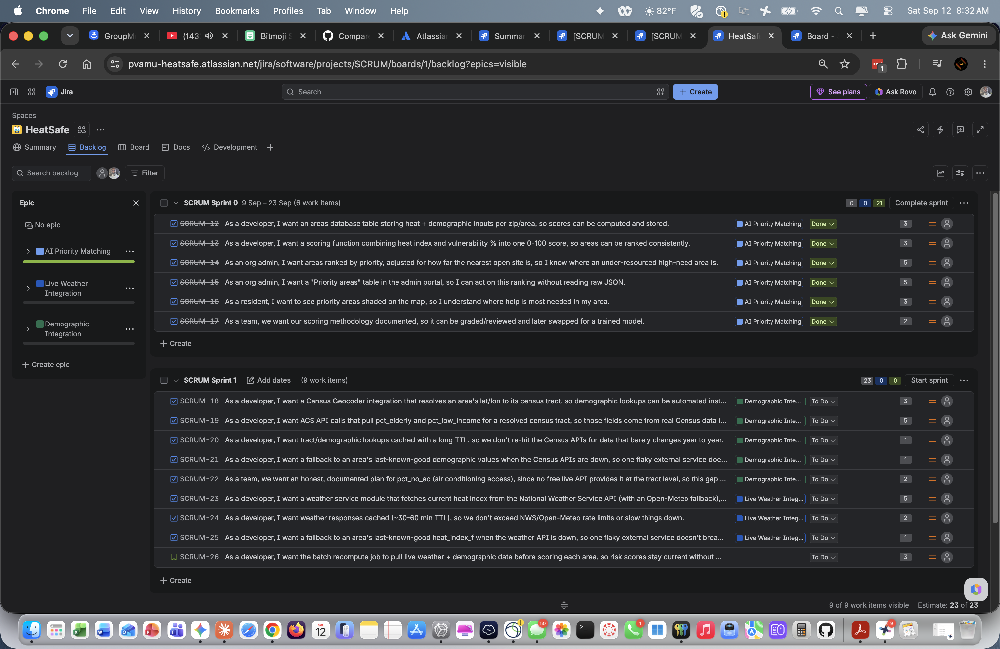 Chrome File Edit View History Bookmarks Profiles Tab Window Help 82°F Sat Sep 12 8:32 AM
GroupMe (143 Bitmoji S Compar Atlassian Summar [SCRUM [SCRUM HeatSafe Board - Ask Gemini
pvamu-heatsafe.atlassian.net/jira/software/projects/SCRUM/boards/1/backlog?epics=visible 1 WH
Jira Search Create See plans Ask Rovo
Spaces
HeatSafe
Summary Backlog Board Docs Development
Search backlog Filter
Epic
No epic
AI Priority Matching
Live Weather
Integration
Demographic
Integration
Create epic
SCRUM Sprint 0 9 Sep – 23 Sep (6 work items) 0 0 21 Complete sprint
SCRUM-12 As a developer, I want an areas database table storing heat + demographic inputs per zip/area, so scores can be computed and stored. AI Priority Matching Done 3
SCRUM-13 As a developer, I want a scoring function combining heat index and vulnerability % into one 0-100 score, so areas can be ranked consistently. AI Priority Matching Done 3
SCRUM-14 As an org admin, I want areas ranked by priority, adjusted for how far the nearest open site is, so I know where an under-resourced high-need area is. AI Priority Matching Done 5
SCRUM-15 As an org admin, I want a "Priority areas" table in the admin portal, so I can act on this ranking without reading raw JSON. AI Priority Matching Done 5
SCRUM-16 As a resident, I want to see priority areas shaded on the map, so I understand where help is most needed in my area. AI Priority Matching Done 3
SCRUM-17 As a team, we want our scoring methodology documented, so it can be graded/reviewed and later swapped for a trained model. AI Priority Matching Done 2
Create
SCRUM Sprint 1 Add dates (9 work items) 23 0 0 Start sprint
SCRUM-18 As a developer, I want a Census Geocoder integration that resolves an area's lat/lon to its census tract, so demographic lookups can be automated inst... Demographic Inte... To Do 3
SCRUM-19 As a developer, I want ACS API calls that pull pct_elderly and pct_low_income for a resolved census tract, so those fields come from real Census data i... Demographic Inte... To Do 5
SCRUM-20 As a developer, I want tract/demographic lookups cached with a long TTL, so we don't re-hit the Census APIs for data that barely changes year to year. Demographic Inte... To Do 1
SCRUM-21 As a developer, I want a fallback to an area's last-known-good demographic values when the Census APIs are down, so one flaky external service doe... Demographic Inte... To Do 1
SCRUM-22 As a team, we want an honest, documented plan for pct_no_ac (air conditioning access), since no free live API provides it at the tract level, so this gap ... Demographic Inte... To Do 2
SCRUM-23 As a developer, I want a weather service module that fetches current heat index from the National Weather Service API (with an Open-Meteo fallback),... Live Weather Integ... To Do 5
SCRUM-24 As a developer, I want weather responses cached (~30-60 min TTL), so we don't exceed NWS/Open-Meteo rate limits or slow things down. Live Weather Integ... To Do 2
SCRUM-25 As a developer, I want a fallback to an area's last-known-good heat_index_f when the weather API is down, so one flaky external service doesn't brea... Live Weather Integ... To Do 1
SCRUM-26 As a developer, I want the batch recompute job to pull live weather + demographic data before scoring each area, so risk scores stay current without ... To Do 3
Create
9 of 9 work items visible Estimate: 23 of 23
Sat 12 137 1 9